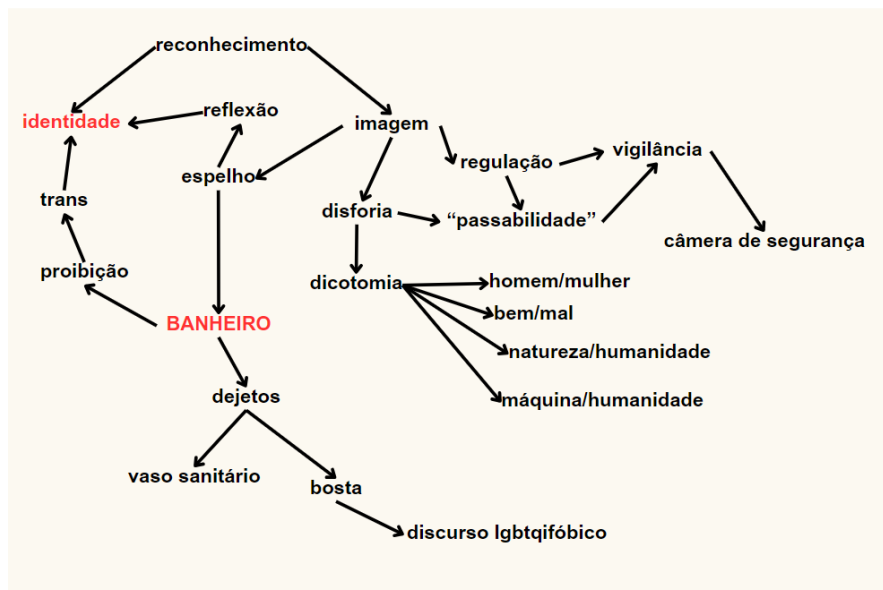 reconhecimento
identidade
reflexão
imagem
regulação
vigilância
espelho
trans
disforia
“passabilidade”
câmera de segurança
proibição
dicotomia
homem/mulher
bem/mal
BANHEIRO
natureza/humanidade
dejetos
máquina/humanidade
vaso sanitário
bosta
discurso lgbtqifóbico